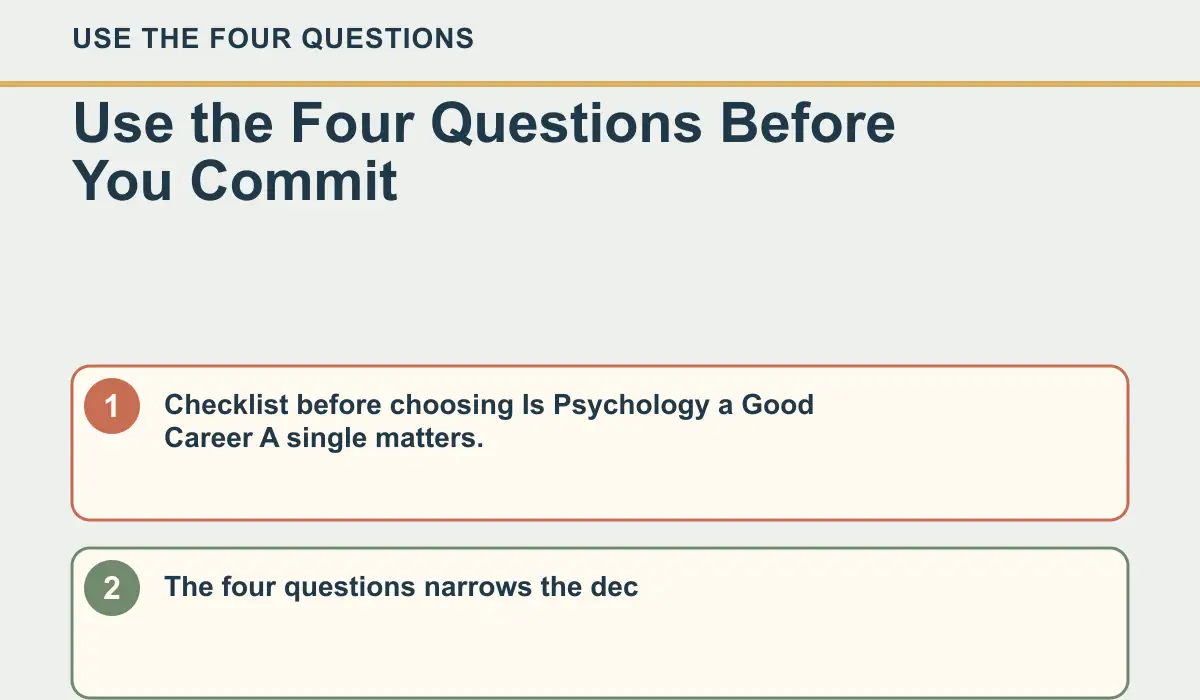 USE THE FOUR QUESTIONS
Use the Four Questions Before
You Commit
1
Checklist before choosing Is Psychology a Good
Career A single matters.
2
The four questions narrows the dec